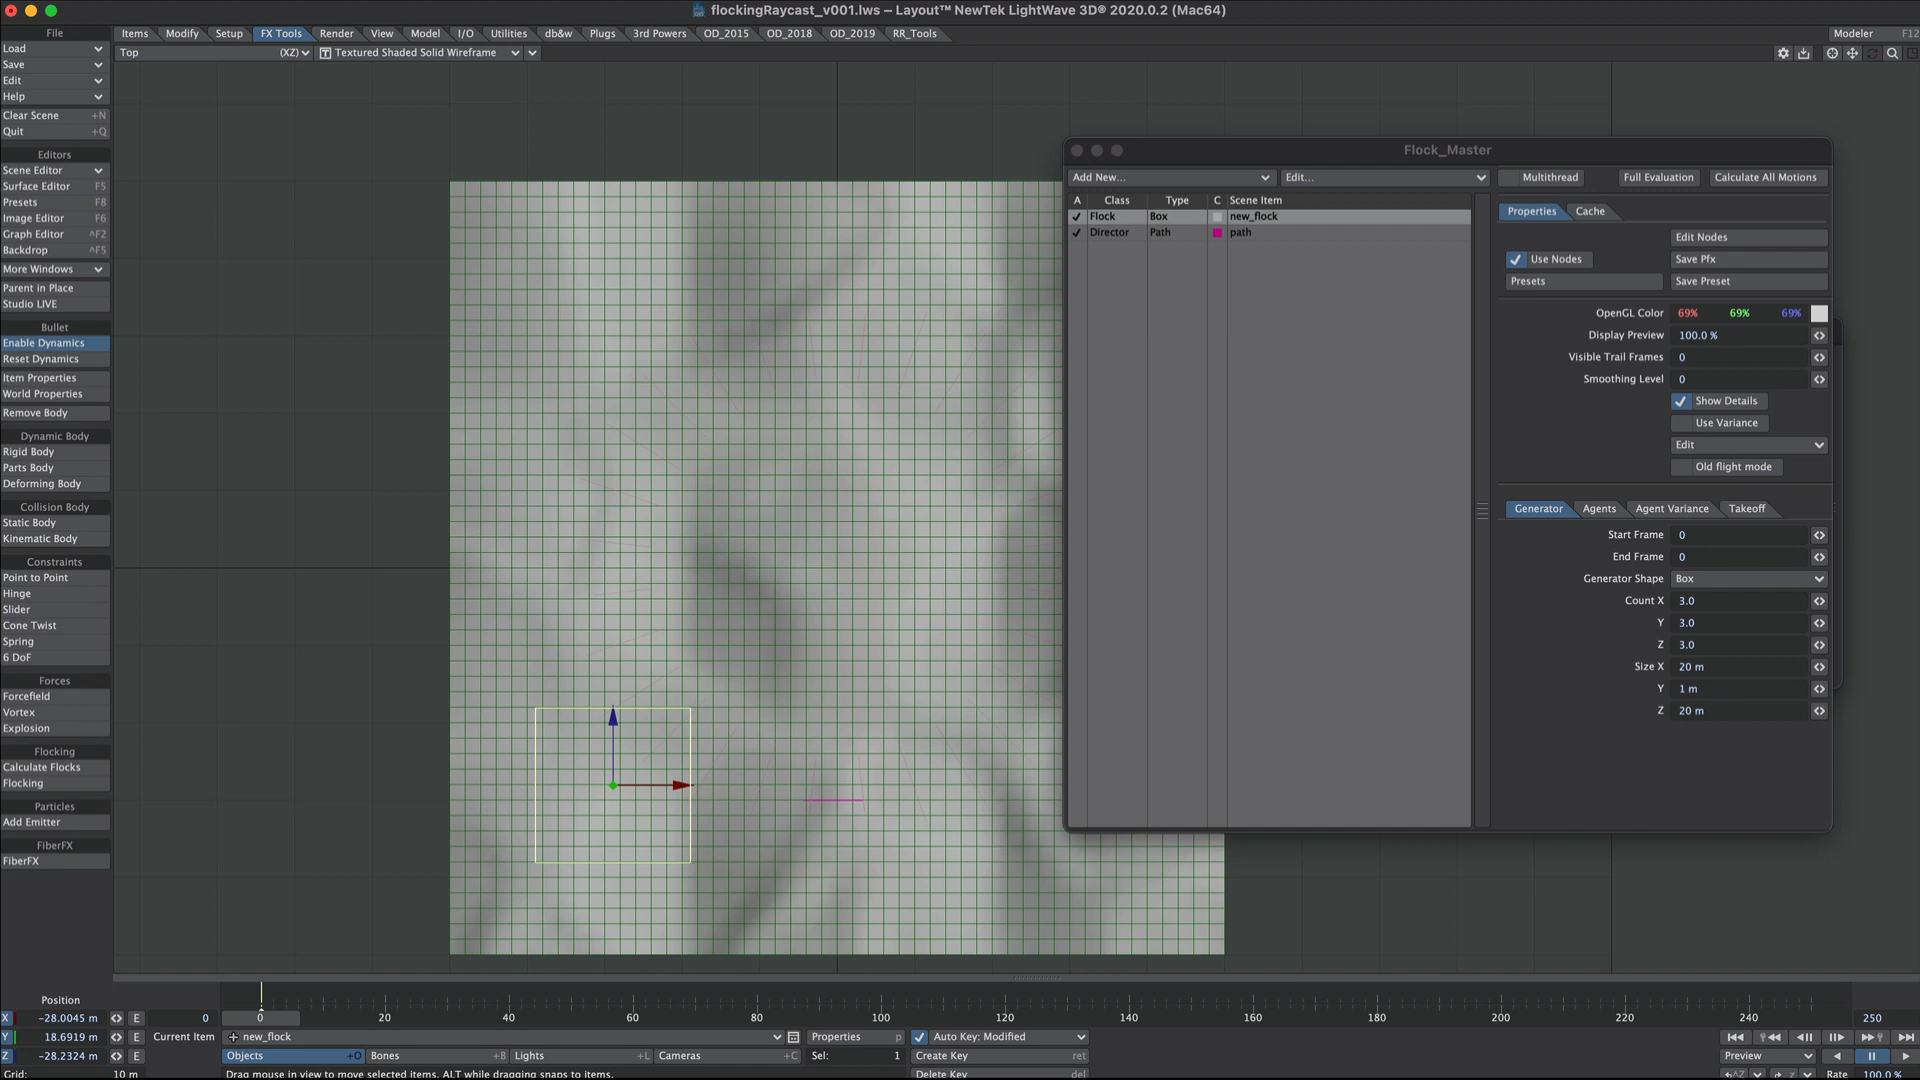 flockingRaycast_v001.lws — Layout™ NewTek LightWave 3D® 2020.0.2 (Mac64)
File
Items Modify Setup FX Tools Render View Model I/O Utilities db&w Plugs 3rd Powers OD_2015 OD_2018 OD_2019 RR_Tools Modeler F12
Load
Top (XZ) Textured Shaded Solid Wireframe
Save
Edit
Help
Clear Scene +N
Quit +Q
Editors
Scene Editor
Surface Editor F5
Presets F8
Image Editor F6
Graph Editor ^F2
Backdrop ^F5
More Windows
Parent in Place
Studio LIVE
Bullet
Enable Dynamics
Reset Dynamics
Item Properties
World Properties
Remove Body
Dynamic Body
Rigid Body
Parts Body
Deforming Body
Collision Body
Static Body
Kinematic Body
Constraints
Point to Point
Hinge
Slider
Cone Twist
Spring
6 DoF
Forces
Forcefield
Vortex
Explosion
Flocking
Calculate Flocks
Flocking
Particles
Add Emitter
FiberFX
FiberFX
Flock_Master
Add New... Edit... Multithread Full Evaluation Calculate All Motions
A Class Type C Scene Item
Flock Box new_flock
Director Path path
Properties Cache
Edit Nodes
Use Nodes Save Pfx
Presets Save Preset
OpenGL Color 69% 69% 69%
Display Preview 100.0 %
Visible Trail Frames 0
Smoothing Level 0
Show Details
Use Variance
Edit
Old flight mode
Generator Agents Agent Variance Takeoff
Start Frame 0
End Frame 0
Generator Shape Box
Count X 3.0
Y 3.0
Z 3.0
Size X 20 m
Y 1 m
Z 20 m
Position
X -28.0045 m E 0 0 20 40 60 80 100 120 140 160 180 200 220 240 250
Y 18.6919 m E Current Item new_flock Properties p Auto Key: Modified
Z -28.2324 m E Objects +O Bones +B Lights +L Cameras +C Sel: 1 Create Key ret Preview
Grid: 10 m Drag mouse in view to move selected items. ALT while dragging snaps to items. Delete Key del Rate 100.0 %